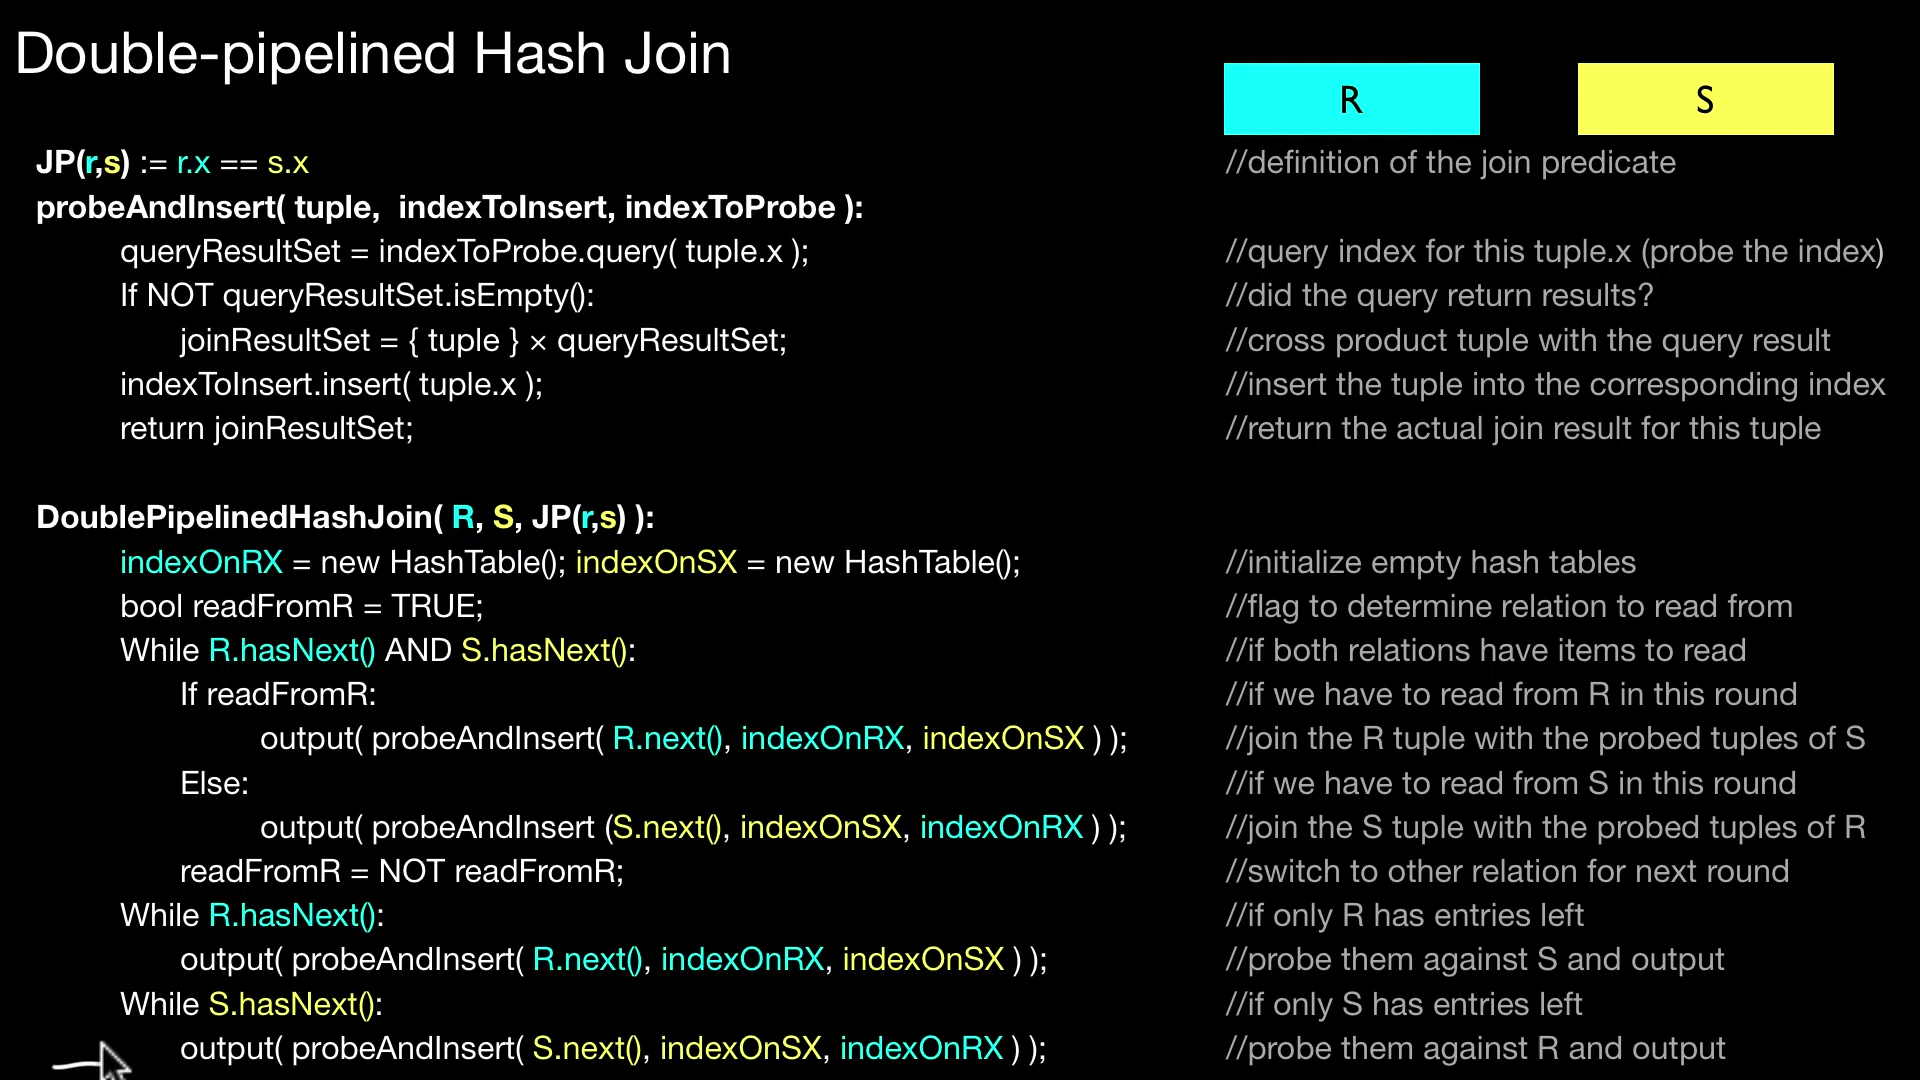 Double-pipelined Hash Join
R
S
JP(r,s) := r.x == s.x //definition of the join predicate
probeAndInsert( tuple, indexToInsert, indexToProbe ):
queryResultSet = indexToProbe.query( tuple.x ); //query index for this tuple.x (probe the index)
If NOT queryResultSet.isEmpty(): //did the query return results?
joinResultSet = { tuple } × queryResultSet; //cross product tuple with the query result
indexToInsert.insert( tuple.x ); //insert the tuple into the corresponding index
return joinResultSet; //return the actual join result for this tuple
DoublePipelinedHashJoin( R, S, JP(r,s) ):
indexOnRX = new HashTable(); indexOnSX = new HashTable(); //initialize empty hash tables
bool readFromR = TRUE; //flag to determine relation to read from
While R.hasNext() AND S.hasNext(): //if both relations have items to read
If readFromR: //if we have to read from R in this round
output( probeAndInsert( R.next(), indexOnRX, indexOnSX ) ); //join the R tuple with the probed tuples of S
Else: //if we have to read from S in this round
output( probeAndInsert (S.next(), indexOnSX, indexOnRX ) ); //join the S tuple with the probed tuples of R
readFromR = NOT readFromR; //switch to other relation for next round
While R.hasNext(): //if only R has entries left
output( probeAndInsert( R.next(), indexOnRX, indexOnSX ) ); //probe them against S and output
While S.hasNext(): //if only S has entries left
output( probeAndInsert( S.next(), indexOnSX, indexOnRX ) ); //probe them against R and output